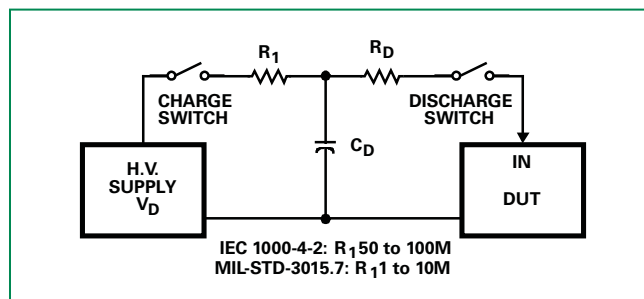 R1
RD
CHARGE
SWITCH
DISCHARGE
SWITCH
CD
H.V.
SUPPLY
VD
IN
DUT
IEC 1000-4-2: R150 to 100M
MIL-STD-3015.7: R11 to 10M